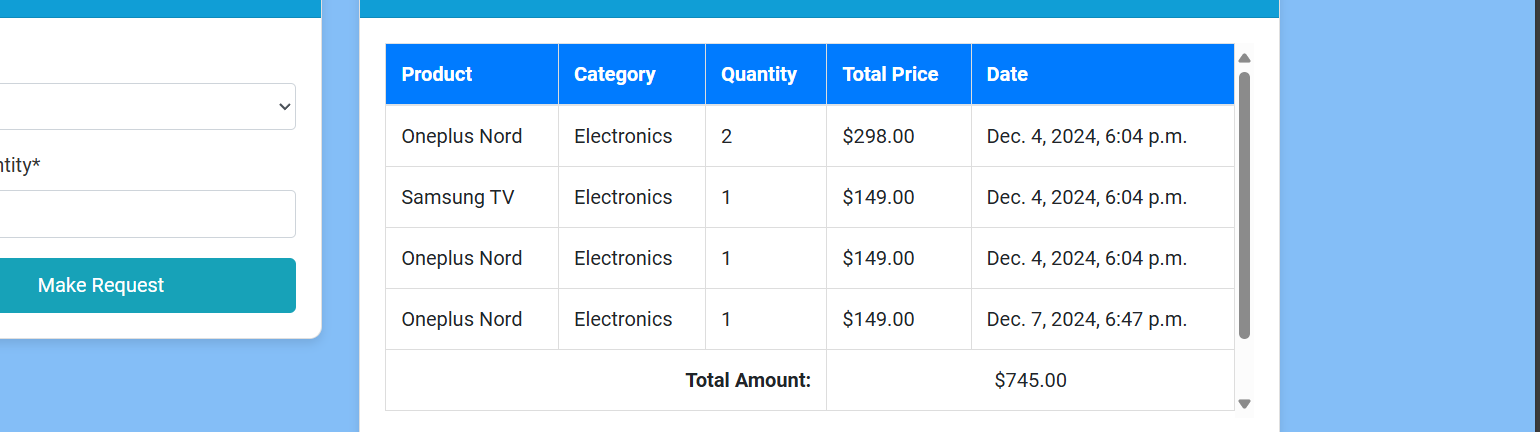 ntity*
Make Request
Product Category Quantity Total Price Date
Oneplus Nord Electronics 2 $298.00 Dec. 4, 2024, 6:04 p.m.
Samsung TV Electronics 1 $149.00 Dec. 4, 2024, 6:04 p.m.
Oneplus Nord Electronics 1 $149.00 Dec. 4, 2024, 6:04 p.m.
Oneplus Nord Electronics 1 $149.00 Dec. 7, 2024, 6:47 p.m.
Total Amount: $745.00